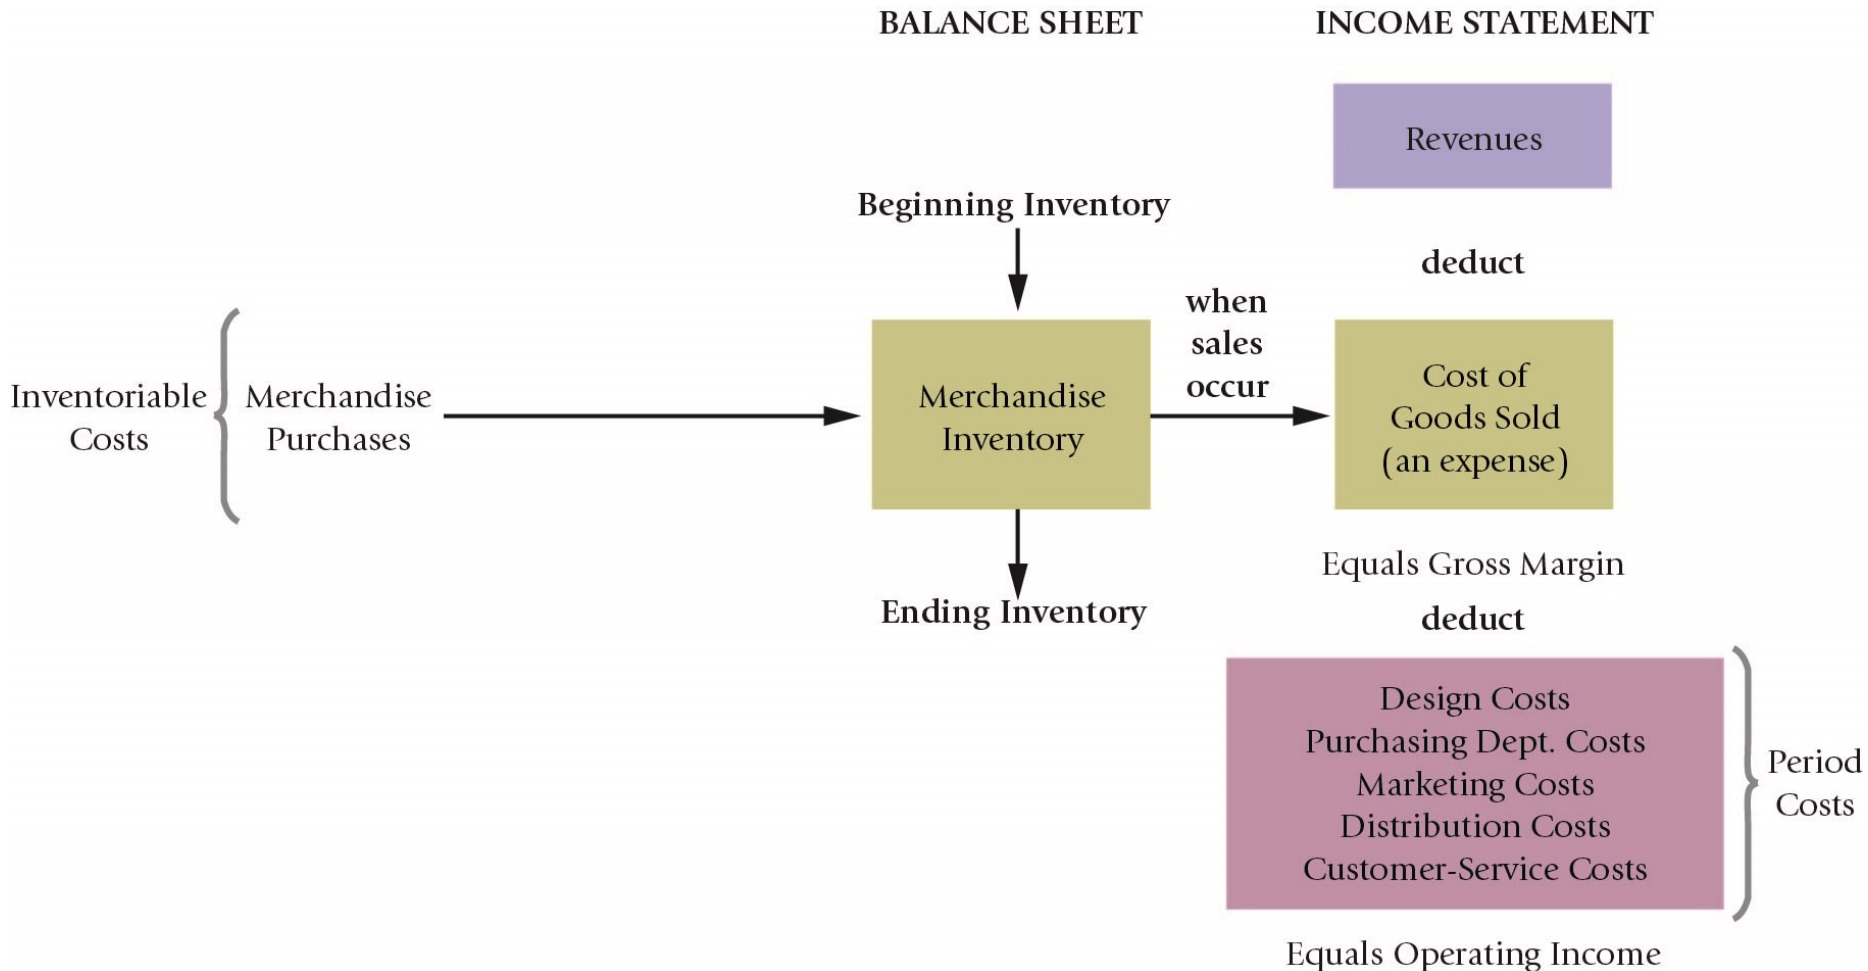 BALANCE SHEET
INCOME STATEMENT
Revenues
Beginning Inventory
deduct
when
sales
occur
Inventoriable
Costs
Merchandise
Purchases
Merchandise
Inventory
Cost of
Goods Sold
(an expense)
Equals Gross Margin
Ending Inventory
deduct
Design Costs
Purchasing Dept. Costs
Marketing Costs
Distribution Costs
Customer-Service Costs
Period
Costs
Equals Operating Income